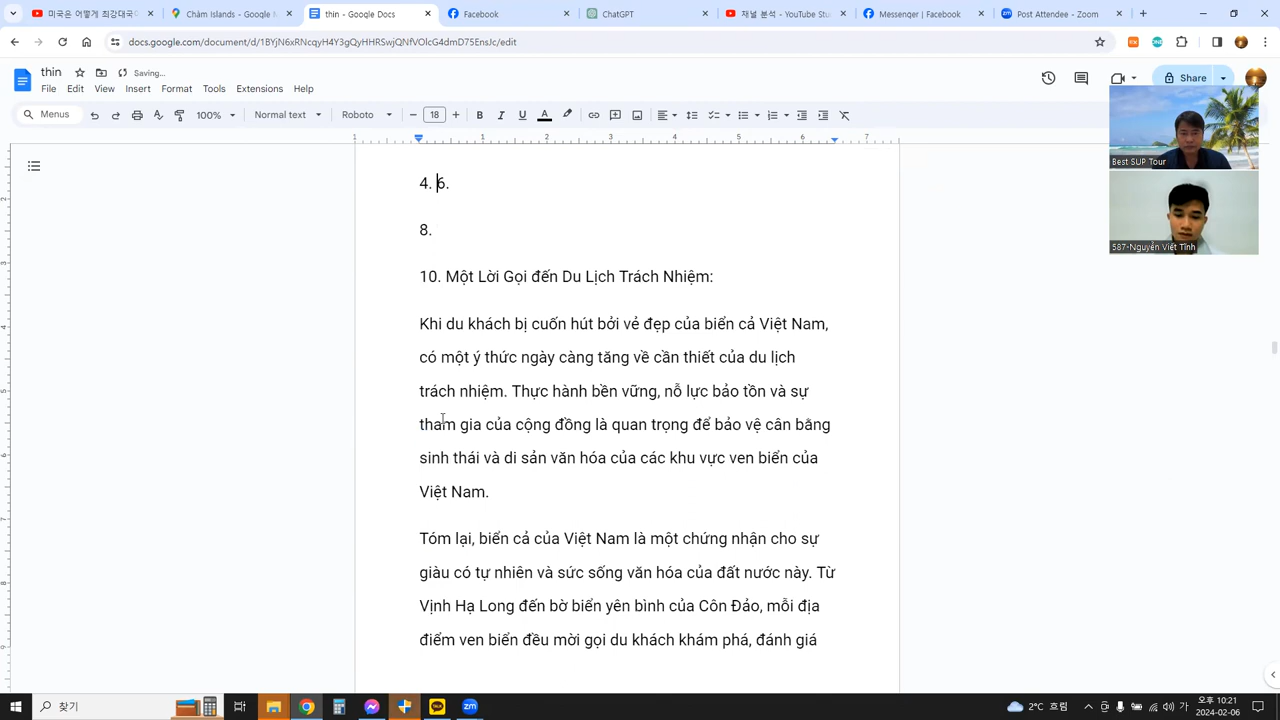 미국은 어떻게 최강대국
Chàm Islands - Google
thin - Google Docs
Facebook
ChatGPT
채널 분석 - YouTube Stu
Messenger | Facebook
Post Attendee - Zoom
docs.google.com/document/d/1BYjN6xRNcqyH4Y3gQyHHRSwjQNfVOlcG4dmD75EnsJc/edit
thin
Saving...
File Edit View Insert Format Tools Extensions Help
Share
Menus
100%
Normal text
Roboto
18
Best SUP Tour
587-Nguyễn Viết Tĩnh
4. 6.
8.
10. Một Lời Gọi đến Du Lịch Trách Nhiệm:
Khi du khách bị cuốn hút bởi vẻ đẹp của biển cả Việt Nam,
có một ý thức ngày càng tăng về cần thiết của du lịch
trách nhiệm. Thực hành bền vững, nỗ lực bảo tồn và sự
tham gia của cộng đồng là quan trọng để bảo vệ cân bằng
sinh thái và di sản văn hóa của các khu vực ven biển của
Việt Nam.
Tóm lại, biển cả của Việt Nam là một chứng nhận cho sự
giàu có tự nhiên và sức sống văn hóa của đất nước này. Từ
Vịnh Hạ Long đến bờ biển yên bình của Côn Đảo, mỗi địa
điểm ven biển đều mời gọi du khách khám phá, đánh giá
찾기
2°C 흐림
가
오후 10:21
2024-02-06